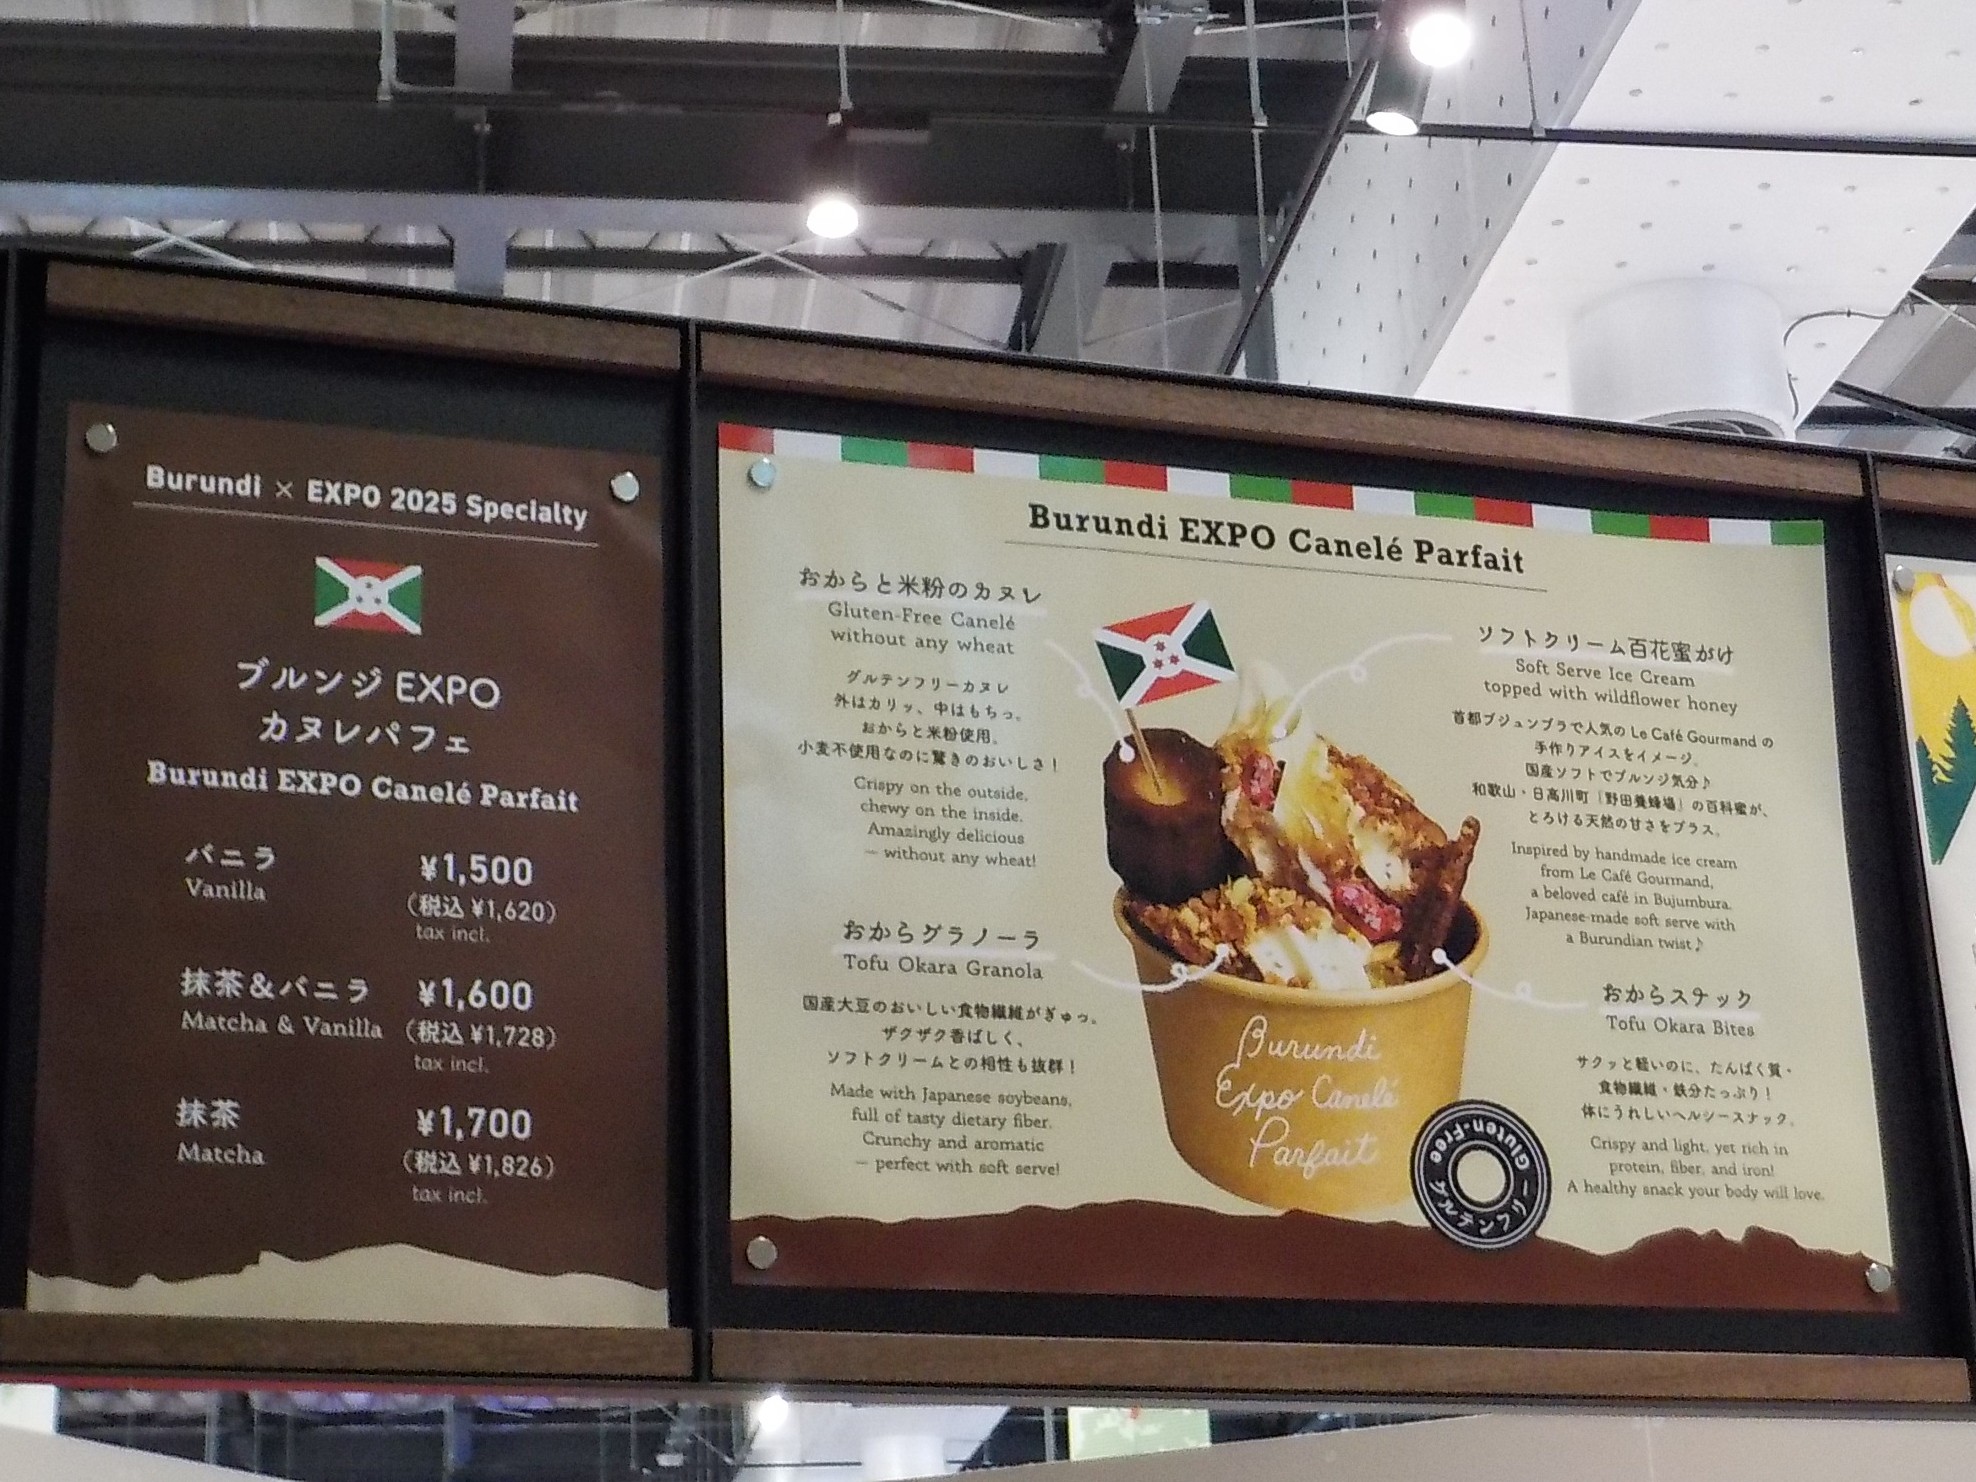 Burundi × EXPO 2025 Specialty
ブルンジ EXPO
カヌレパフェ
Burundi EXPO Canelé Parfait
バニラ ¥1,500
Vanilla (税込 ¥1,620)
tax incl.
抹茶&バニラ ¥1,600
Matcha & Vanilla (税込 ¥1,728)
tax incl.
抹茶 ¥1,700
Matcha (税込 ¥1,826)
tax incl.
Burundi EXPO Canelé Parfait
おからと米粉のカヌレ
Gluten-Free Canelé
without any wheat
グルテンフリーカヌレ
外はカリッ、中はもちっ。
おからと米粉使用。
小麦不使用なのに驚きのおいしさ！
Crispy on the outside,
chewy on the inside.
Amazingly delicious
– without any wheat!
おからグラノーラ
Tofu Okara Granola
国産大豆のおいしい食物繊維がぎゅっ。
ザクザク香ばしく、
ソフトクリームとの相性も抜群！
Made with Japanese soybeans,
full of tasty dietary fiber.
Crunchy and aromatic
– perfect with soft serve!
ソフトクリーム百花蜜がけ
Soft Serve Ice Cream
topped with wildflower honey
首都ブジュンブラで人気の Le Café Gourmand の
手作りアイスをイメージ。
国産ソフトでブルンジ気分♪
和歌山・日高川町「野田養蜂場」の百科蜜が、
とろける天然の甘さをプラス。
Inspired by handmade ice cream
from Le Café Gourmand,
a beloved café in Bujumbura.
Japanese-made soft serve with
a Burundian twist♪
おからスナック
Tofu Okara Bites
サクッと軽いのに、たんぱく質・
食物繊維・鉄分たっぷり！
体にうれしいヘルシースナック。
Crispy and light, yet rich in
protein, fiber, and iron!
A healthy snack your body will love.
Burundi
Expo Canelé
Parfait
Gluten-Free
グルテンフリー